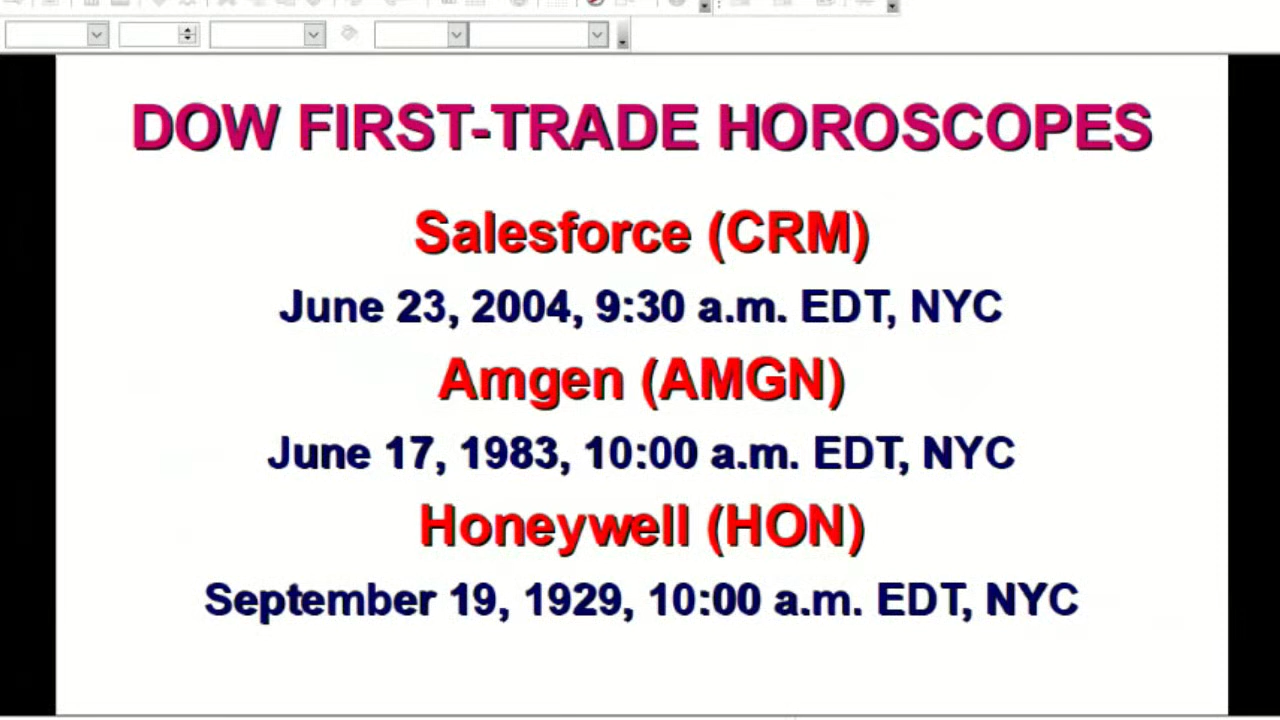 DOW FIRST-TRADE HOROSCOPES
Salesforce (CRM)
June 23, 2004, 9:30 a.m. EDT, NYC
Amgen (AMGN)
June 17, 1983, 10:00 a.m. EDT, NYC
Honeywell (HON)
September 19, 1929, 10:00 a.m. EDT, NYC